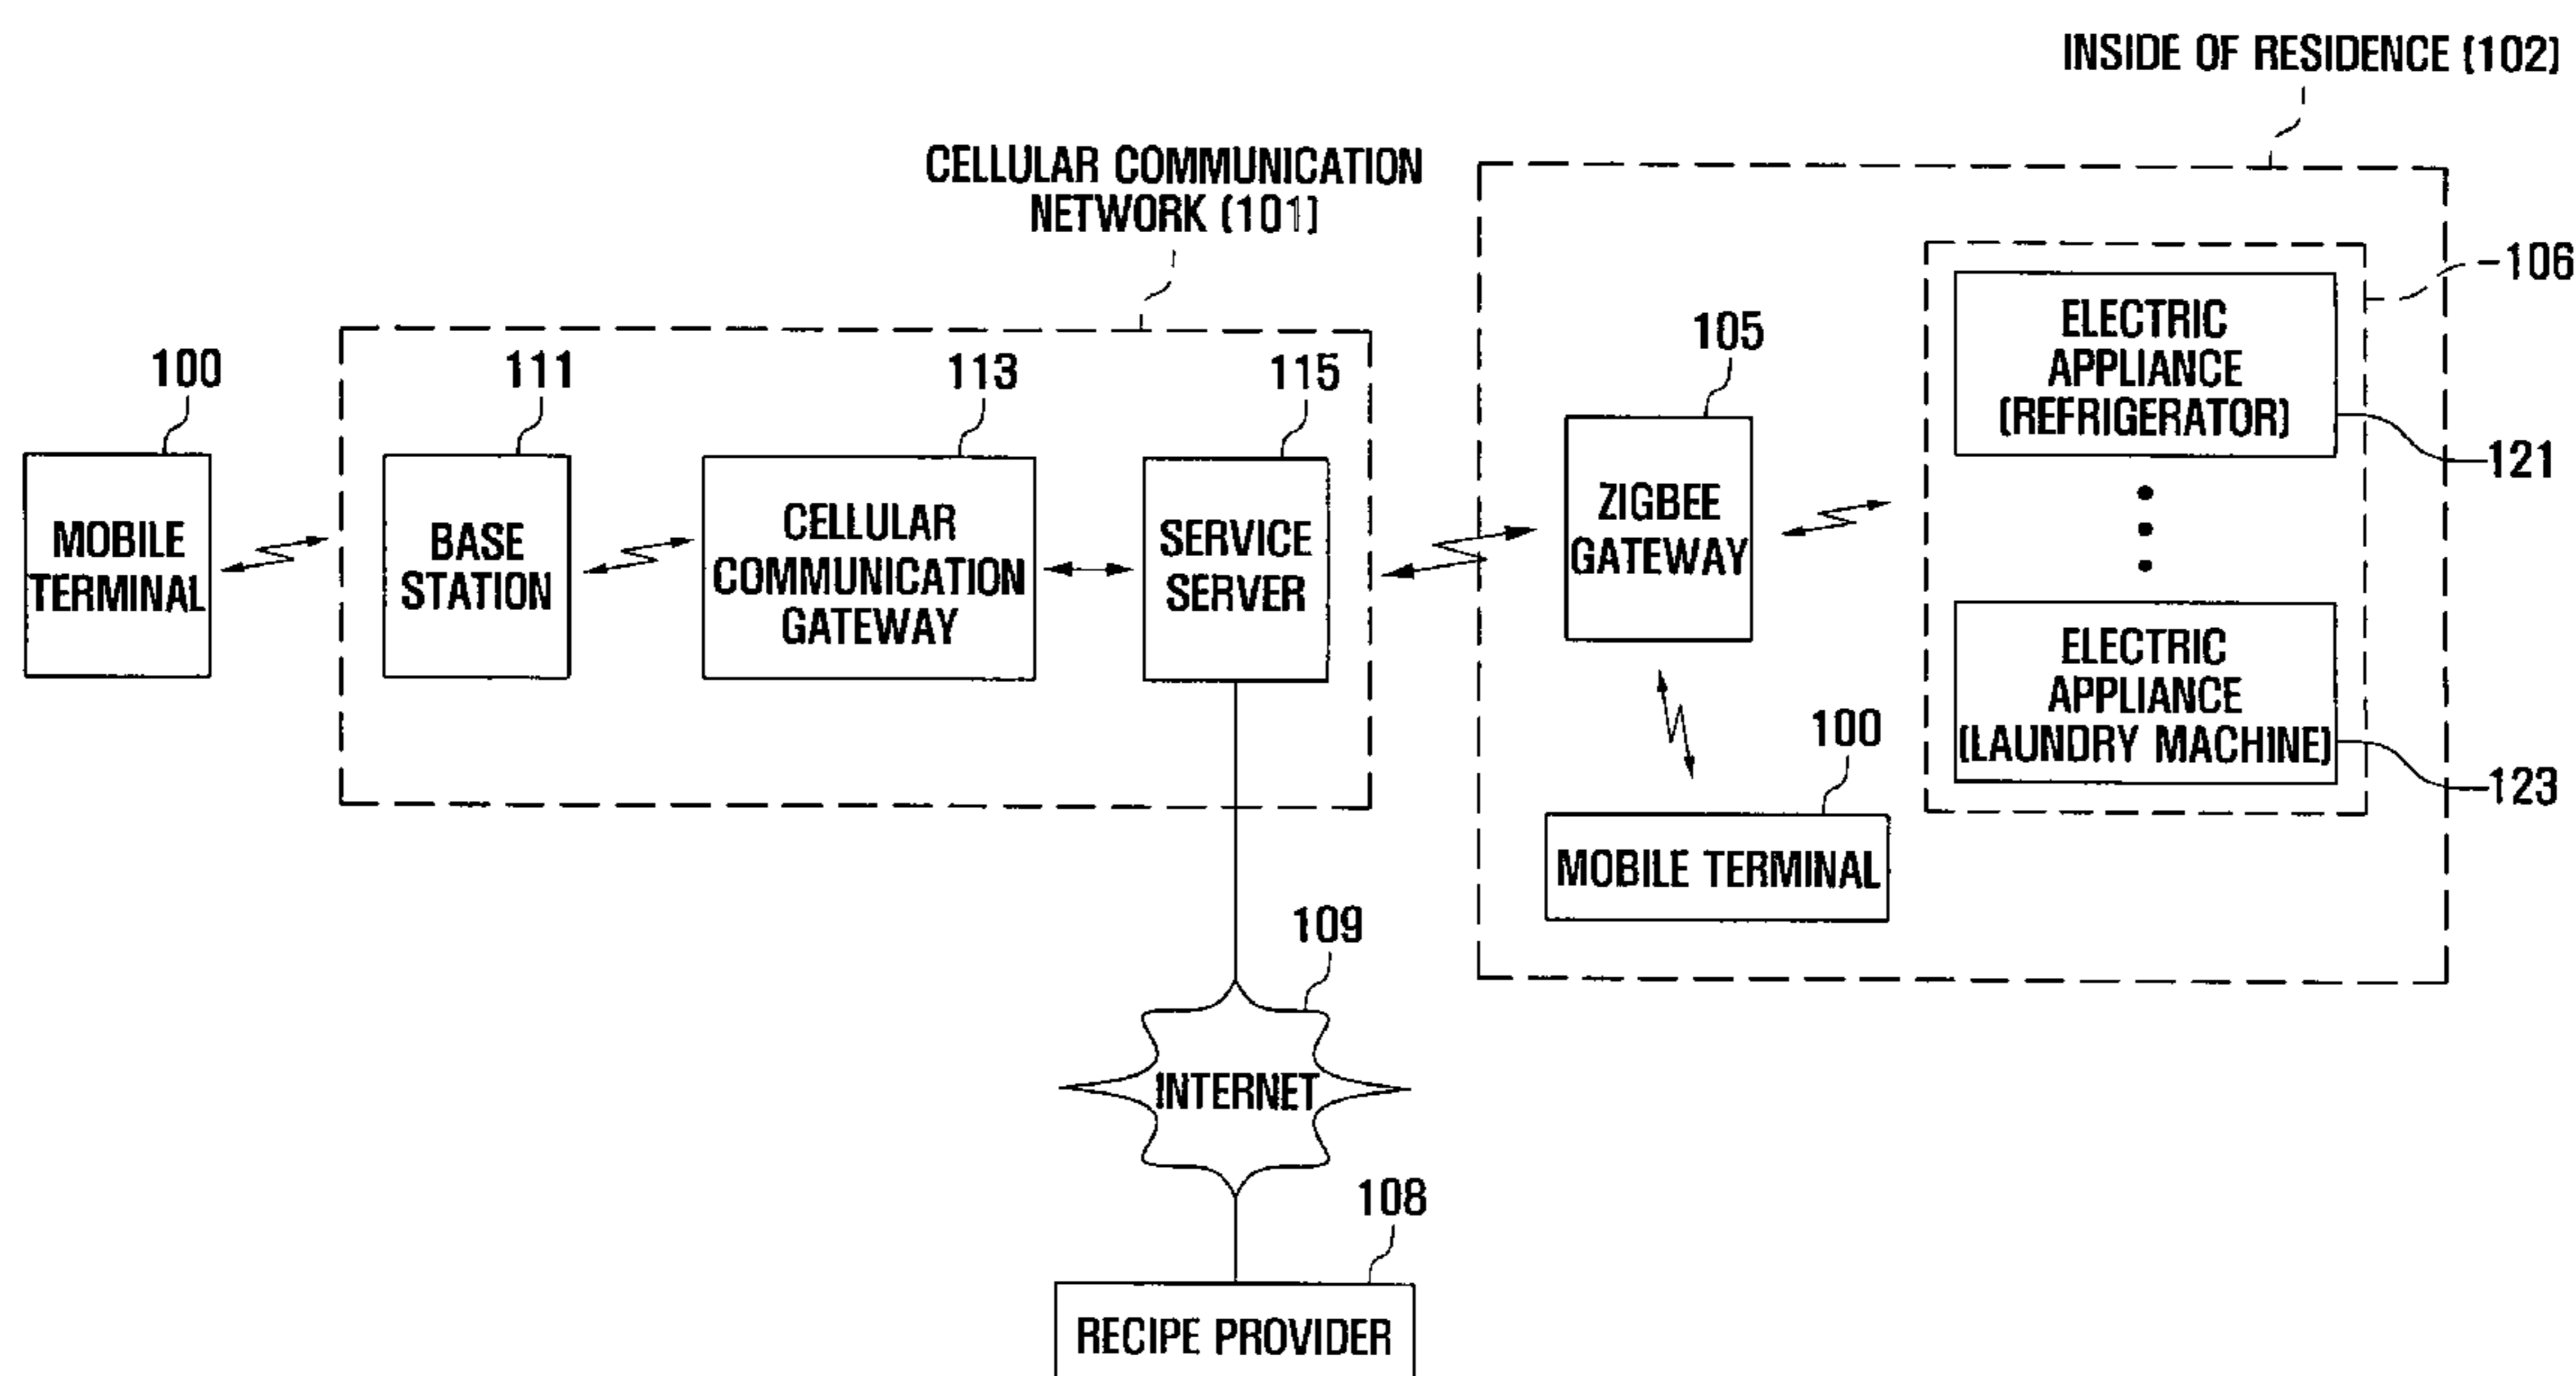 INSIDE OF RESIDENCE (102)
CELLULAR COMMUNICATION
NETWORK (101)
100
MOBILE
TERMINAL
111
BASE
STATION
113
CELLULAR
COMMUNICATION
GATEWAY
115
SERVICE
SERVER
105
ZIGBEE
GATEWAY
106
ELECTRIC
APPLIANCE
(REFRIGERATOR)
121
ELECTRIC
APPLIANCE
(LAUNDRY MACHINE)
123
100
MOBILE TERMINAL
109
INTERNET
108
RECIPE PROVIDER